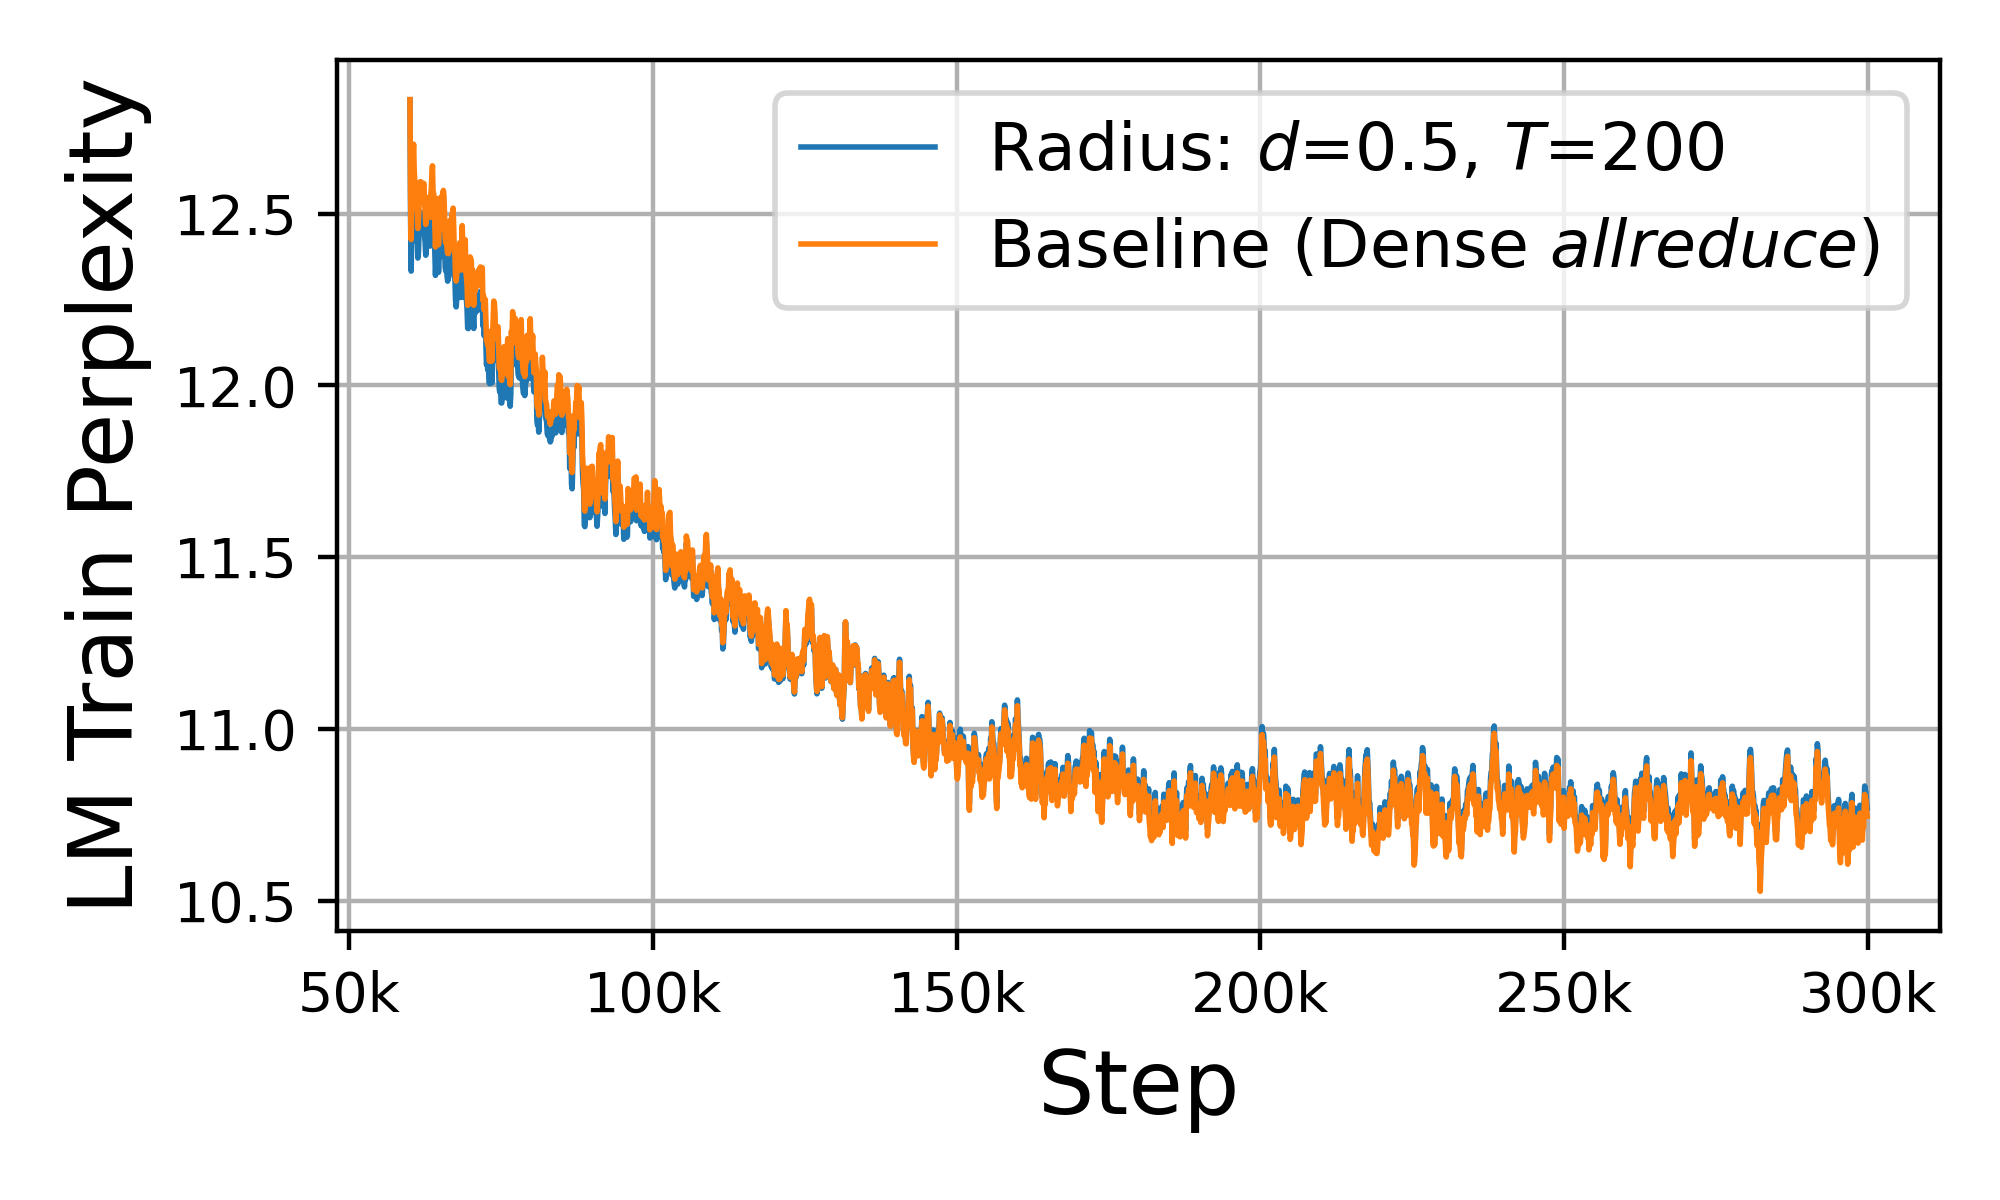 Radius: d=0.5, T=200
Baseline (Dense allreduce)
LM Train Perplexity
12.5
12.0
11.5
11.0
10.5
50k 100k 150k 200k 250k 300k
Step